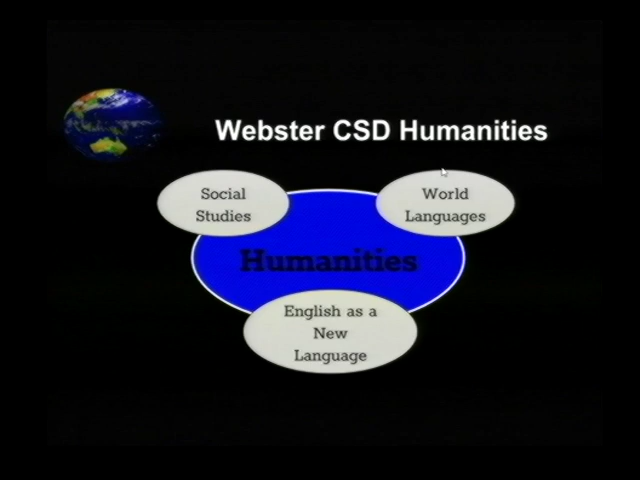 Webster CSD Humanities
Social
Studies
World
Languages
Humanities
English as a
New
Language